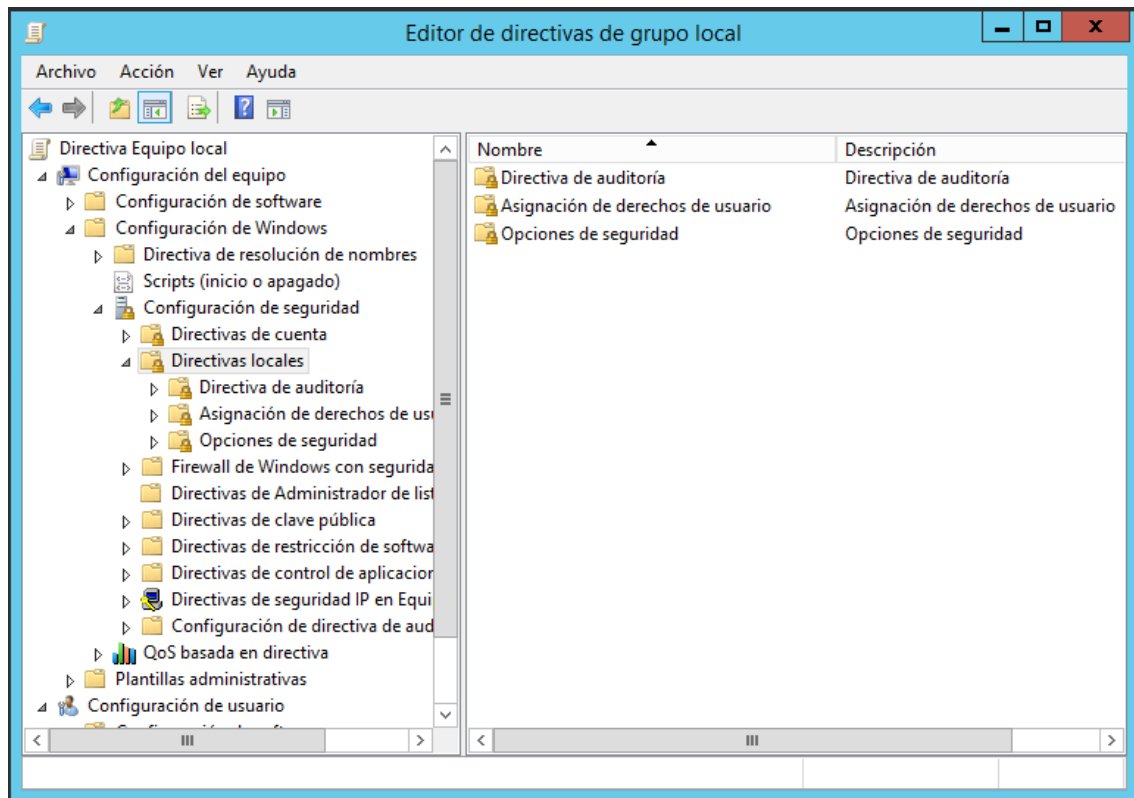 Editor de directivas de grupo local
Archivo Acción Ver Ayuda
Directiva Equipo local
Configuración del equipo
Configuración de software
Configuración de Windows
Directiva de resolución de nombres
Scripts (inicio o apagado)
Configuración de seguridad
Directivas de cuenta
Directivas locales
Directiva de auditoría
Asignación de derechos de
Opciones de seguridad
Firewall de Windows con segurida
Directivas de Administrador de
Directivas de clave pública
Directivas de restricción de softwa
Directivas de control de aplicacion
Directivas de seguridad IP en Equi
Configuración de directiva de aud
QoS basada en directiva
Plantillas administrativas
Configuración de usuario
Nombre Descripción
Directiva de auditoría Directiva de auditoría
Asignación de derechos de usuario Asignación de derechos de usuario
Opciones de seguridad Opciones de seguridad